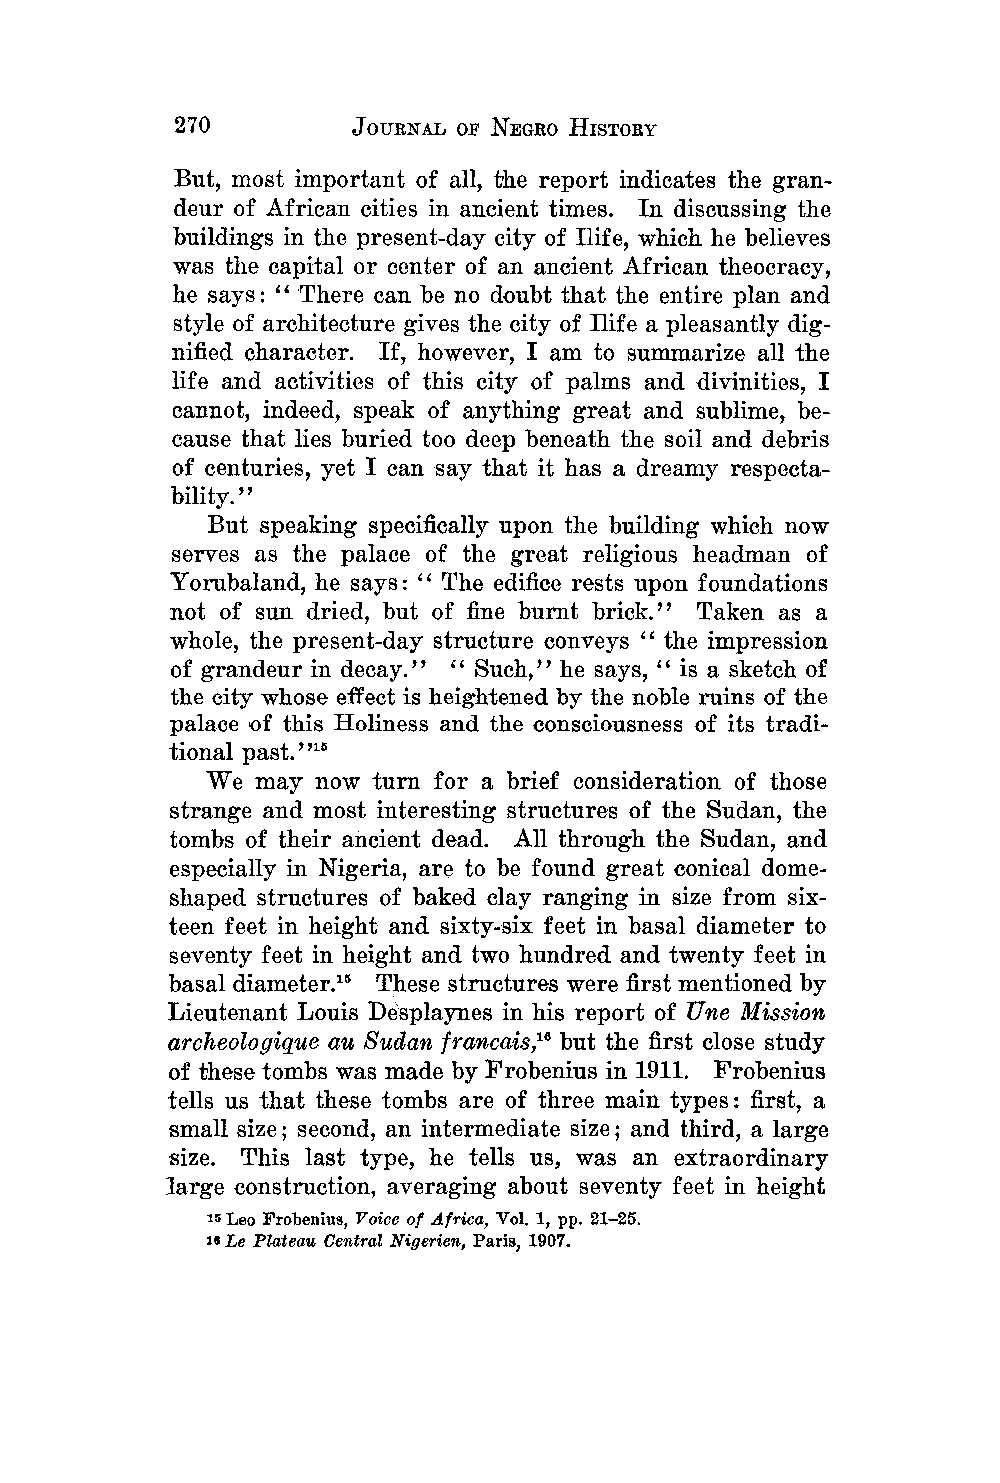 270 JOURNAL OF NEGRO HISTORY
But, most important of all, the report indicates the gran-
deur of African cities in ancient times. In discussing the
buildings in the present-day city of Ilife, which he believes
was the capital or center of an ancient African theocracy,
he says: “ There can be no doubt that the entire plan and
style of architecture gives the city of Ilife a pleasantly dig-
nified character. If, however, I am to summarize all the
life and activities of this city of palms and divinities, I
cannot, indeed, speak of anything great and sublime, be-
cause that lies buried too deep beneath the soil and debris
of centuries, yet I can say that it has a dreamy respecta-
bility.”
But speaking specifically upon the building which now
serves as the palace of the great religious headman of
Yorubaland, he says: “ The edifice rests upon foundations
not of sun dried, but of fine burnt brick.” Taken as a
whole, the present-day structure conveys “ the impression
of grandeur in decay.” “ Such,” he says, “ is a sketch of
the city whose effect is heightened by the noble ruins of the
palace of this Holiness and the consciousness of its tradi-
tional past.”¹⁵
We may now turn for a brief consideration of those
strange and most interesting structures of the Sudan, the
tombs of their ancient dead. All through the Sudan, and
especially in Nigeria, are to be found great conical dome-
shaped structures of baked clay ranging in size from six-
teen feet in height and sixty-six feet in basal diameter to
seventy feet in height and two hundred and twenty feet in
basal diameter.¹⁵ These structures were first mentioned by
Lieutenant Louis Desplaynes in his report of Une Mission
archeologique au Sudan francais,¹⁶ but the first close study
of these tombs was made by Frobenius in 1911. Frobenius
tells us that these tombs are of three main types: first, a
small size; second, an intermediate size; and third, a large
size. This last type, he tells us, was an extraordinary
large construction, averaging about seventy feet in height
¹⁵ Leo Frobenius, Voice of Africa, Vol. 1, pp. 21–25.
¹⁶ Le Plateau Central Nigerien, Paris, 1907.